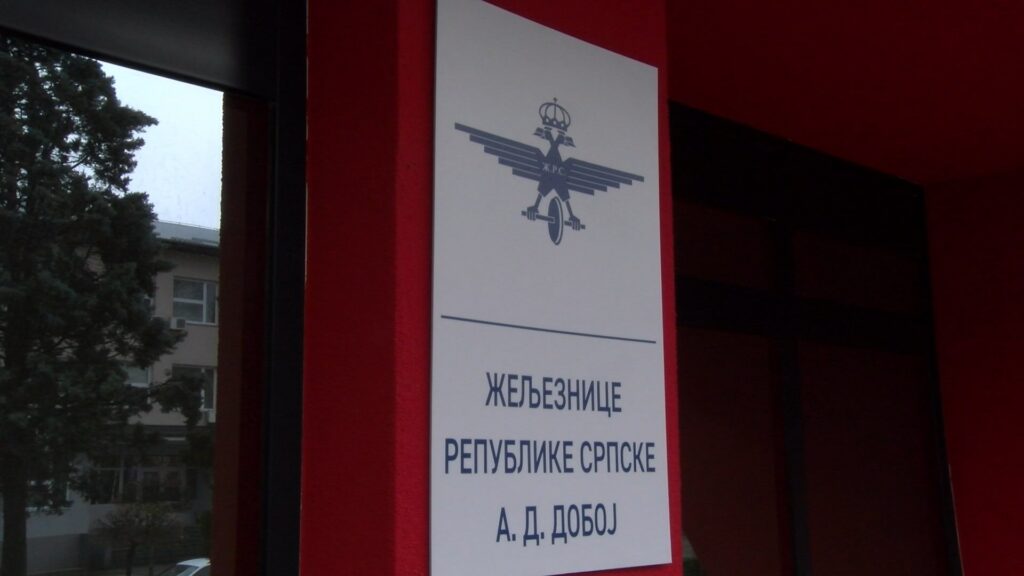 Ж.Р.С.
ЖЕЉЕЗНИЦЕ
РЕПУБЛИКЕ СРПСКЕ
А. Д. ДОБОЈ